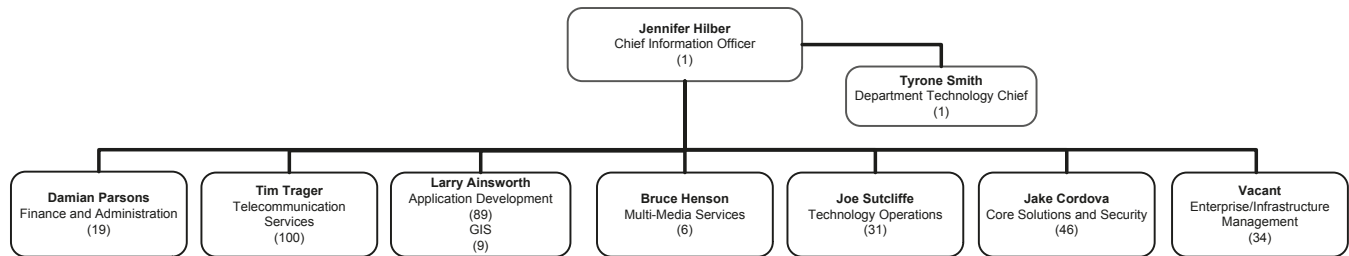 Jennifer Hilber
Chief Information Officer
(1)
Tyrone Smith
Department Technology Chief
(1)
Damian Parsons
Finance and Administration
(19)
Tim Trager
Telecommunication
Services
(100)
Larry Ainsworth
Application Development
(89)
GIS
(9)
Bruce Henson
Multi-Media Services
(6)
Joe Sutcliffe
Technology Operations
(31)
Jake Cordova
Core Solutions and Security
(46)
Vacant
Enterprise/Infrastructure
Management
(34)